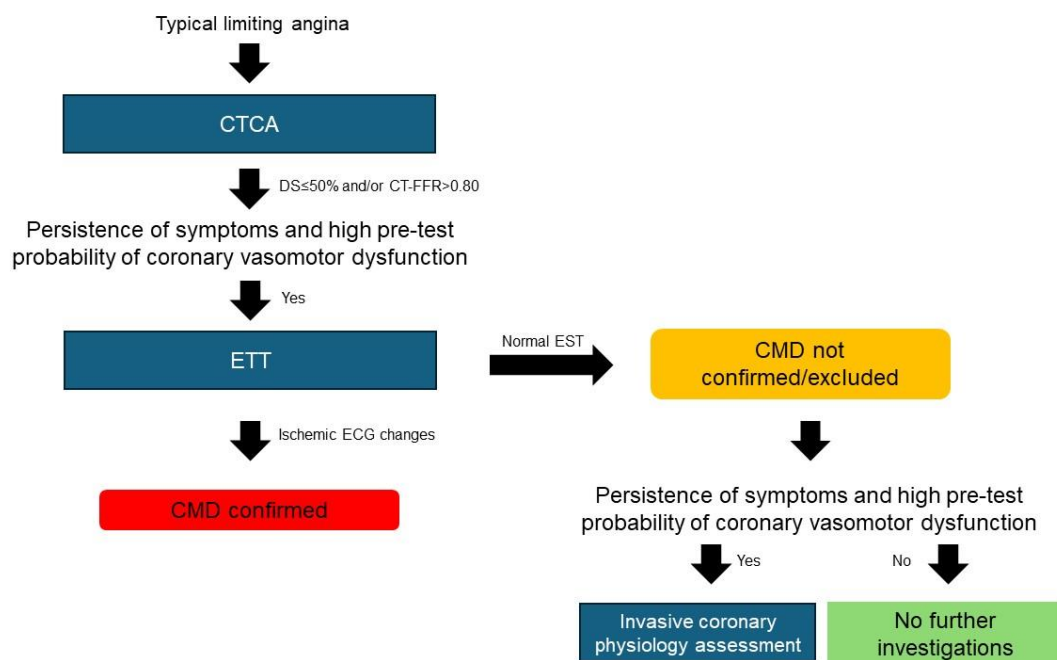 Typical limiting angina
CTCA
DS≤50% and/or CT-FFR>0.80
Persistence of symptoms and high pre-test
probability of coronary vasomotor dysfunction
Yes
ETT
Normal EST
CMD not
confirmed/excluded
Ischemic ECG changes
CMD confirmed
Persistence of symptoms and high pre-test
probability of coronary vasomotor dysfunction
Yes
No
Invasive coronary
physiology assessment
No further
investigations